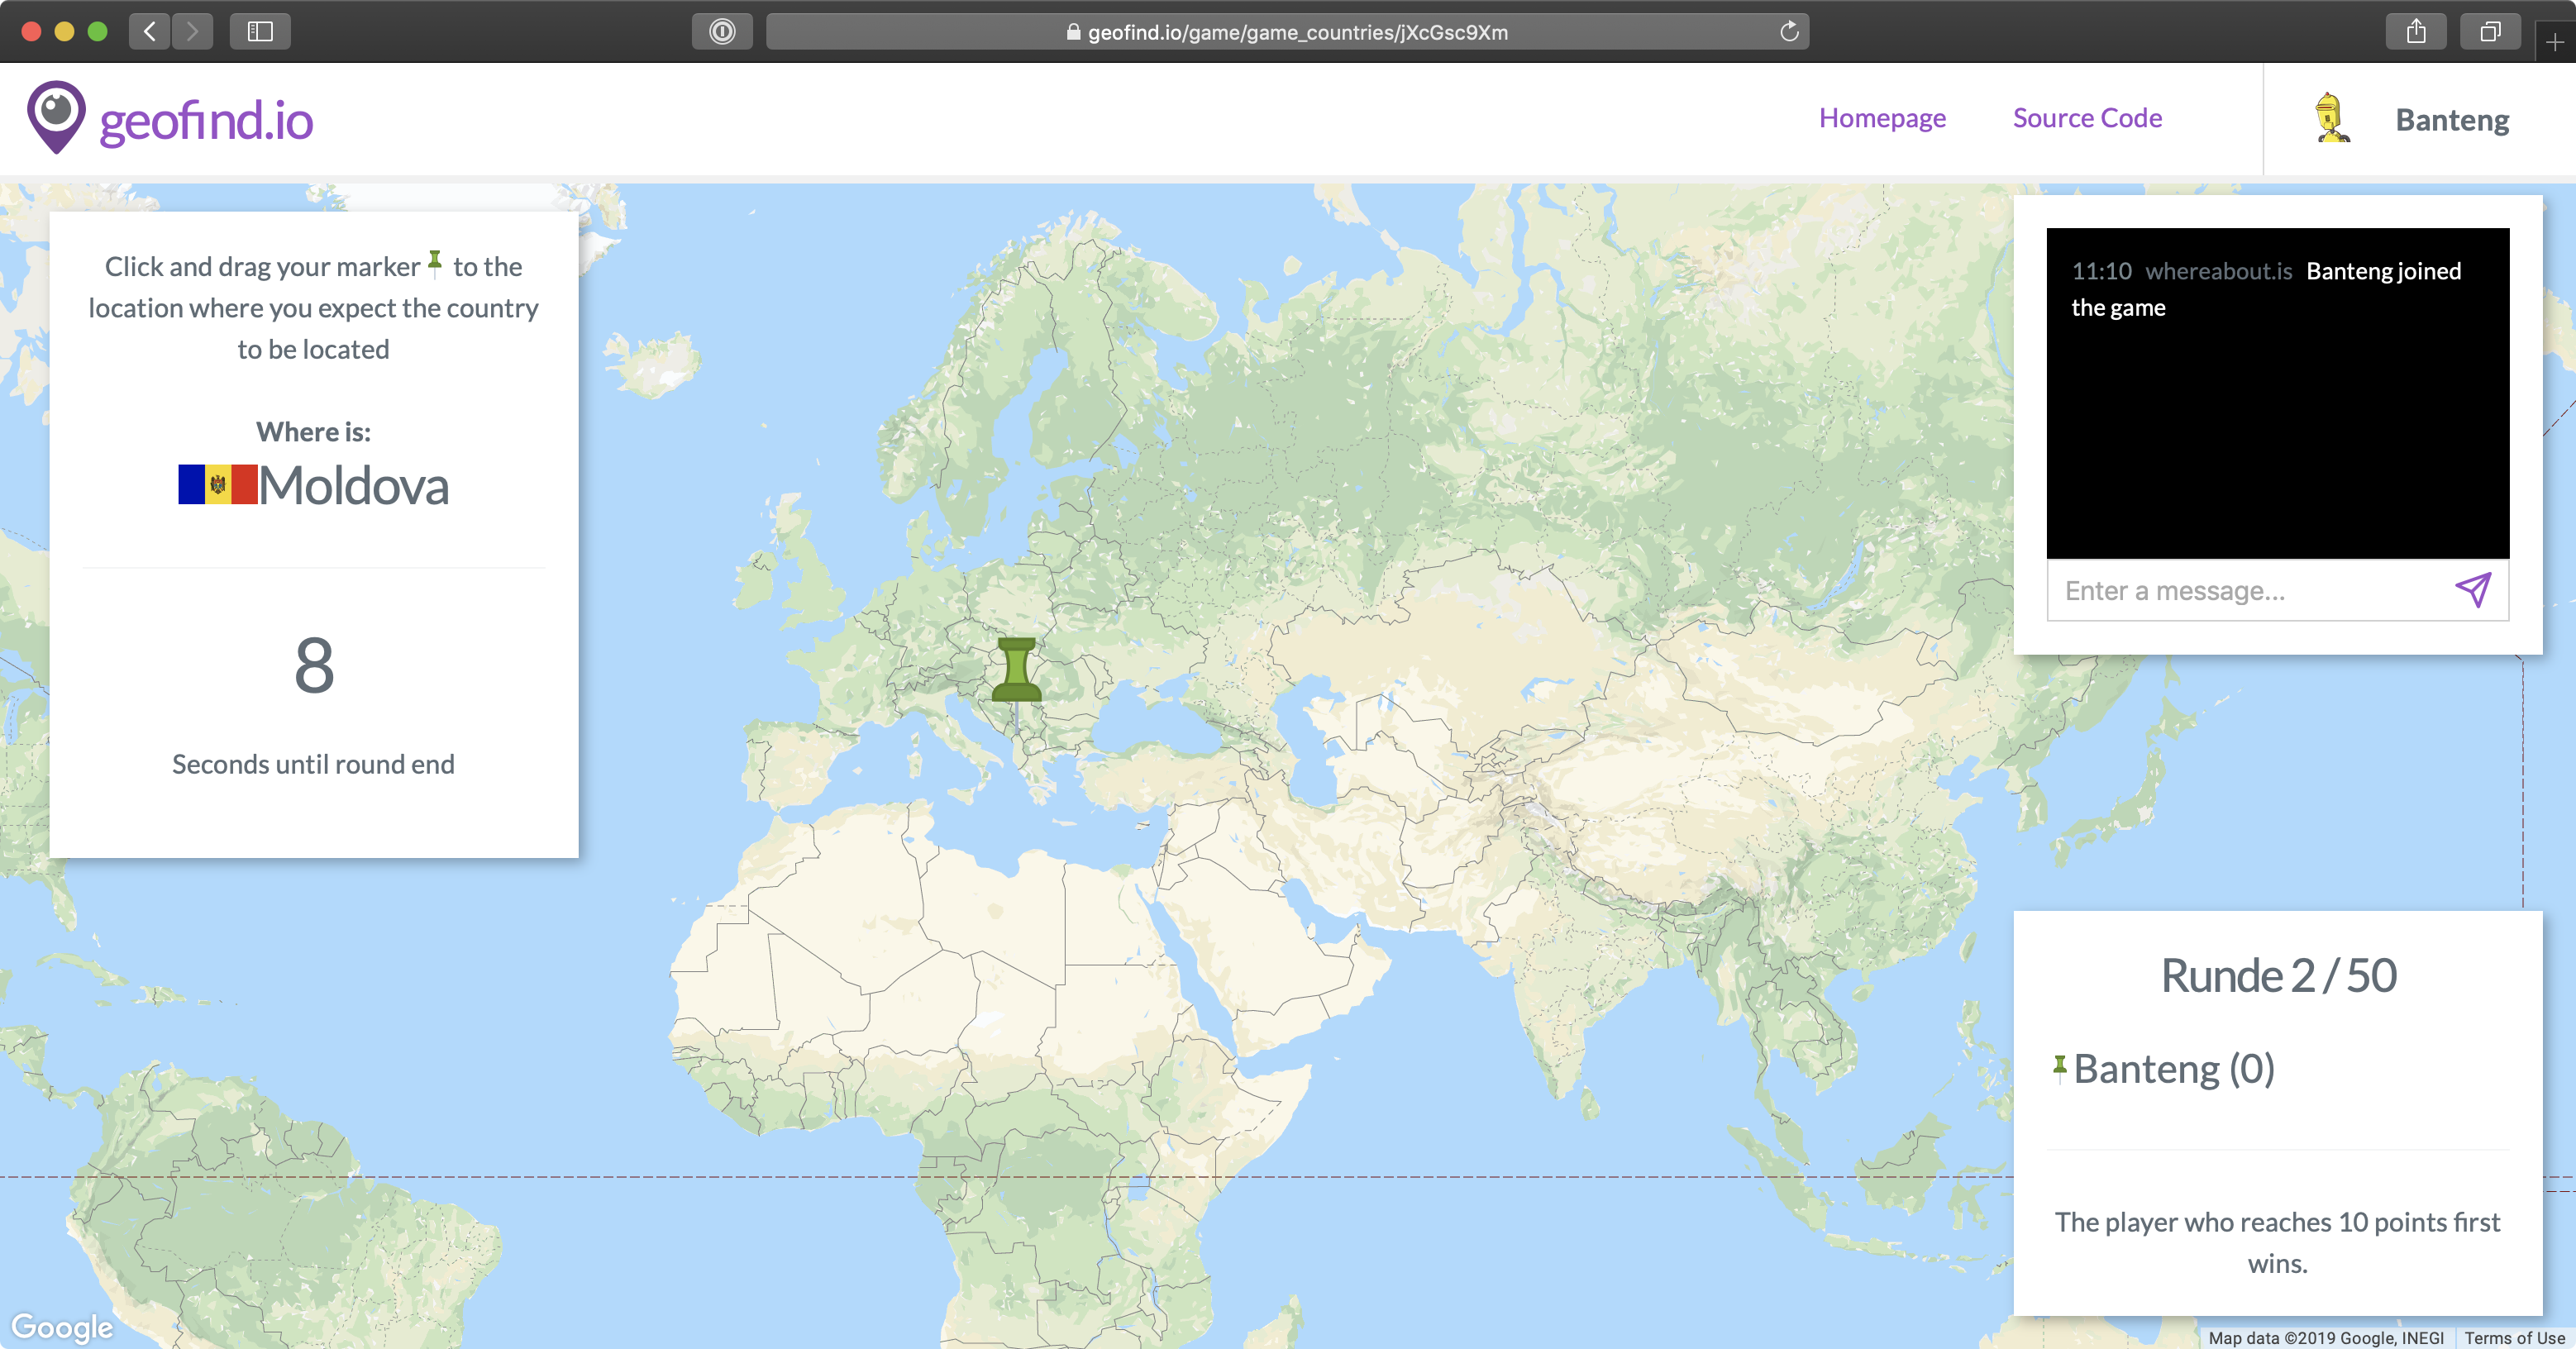 geofind.io/game/game_countries/jXcGsc9Xm
geofind.io
Homepage
Source Code
Banteng
Click and drag your marker to the
location where you expect the country
to be located
Where is:
Moldova
8
Seconds until round end
11:10 whereabout.is Banteng joined
the game
Enter a message...
Runde 2 / 50
Banteng (0)
The player who reaches 10 points first
wins.
Google
Map data ©2019 Google, INEGI
Terms of Use